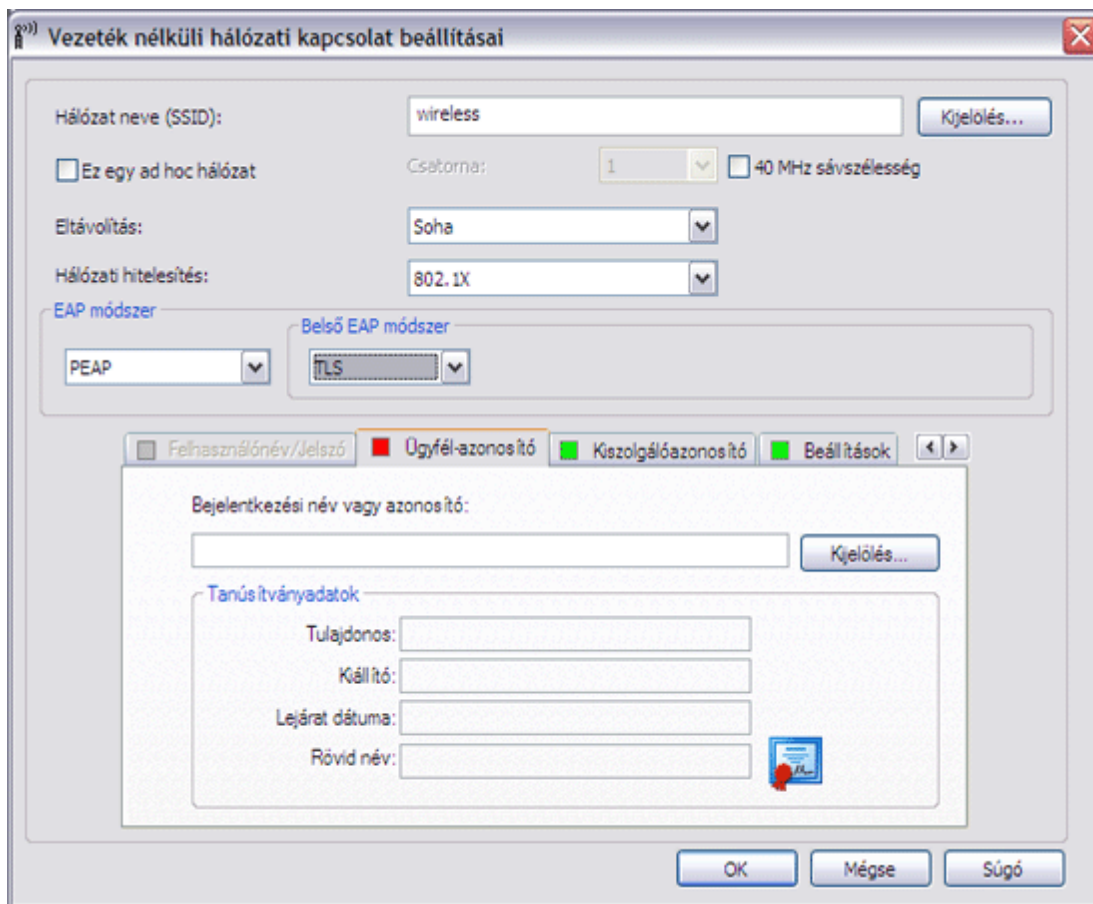 Vezeték nélküli hálózati kapcsolat beállításai
Hálózat neve (SSID): wireless Kijelölés...
Ez egy ad hoc hálózat Csatorna: 1 40 MHz sávszélesség
Eltávolítás: Soha
Hálózati hitelesítés: 802.1X
EAP módszer
Belső EAP módszer
PEAP TLS
Felhasználónév/Jelszó Ügyfél-azonosító Kiszolgálóazonosító Beállítások
Bejelentkezési név vagy azonosító:
Kijelölés...
Tanúsítványadatok
Tulajdonos:
Kiállító:
Lejárat dátuma:
Rövid név:
OK Mégse Súgó